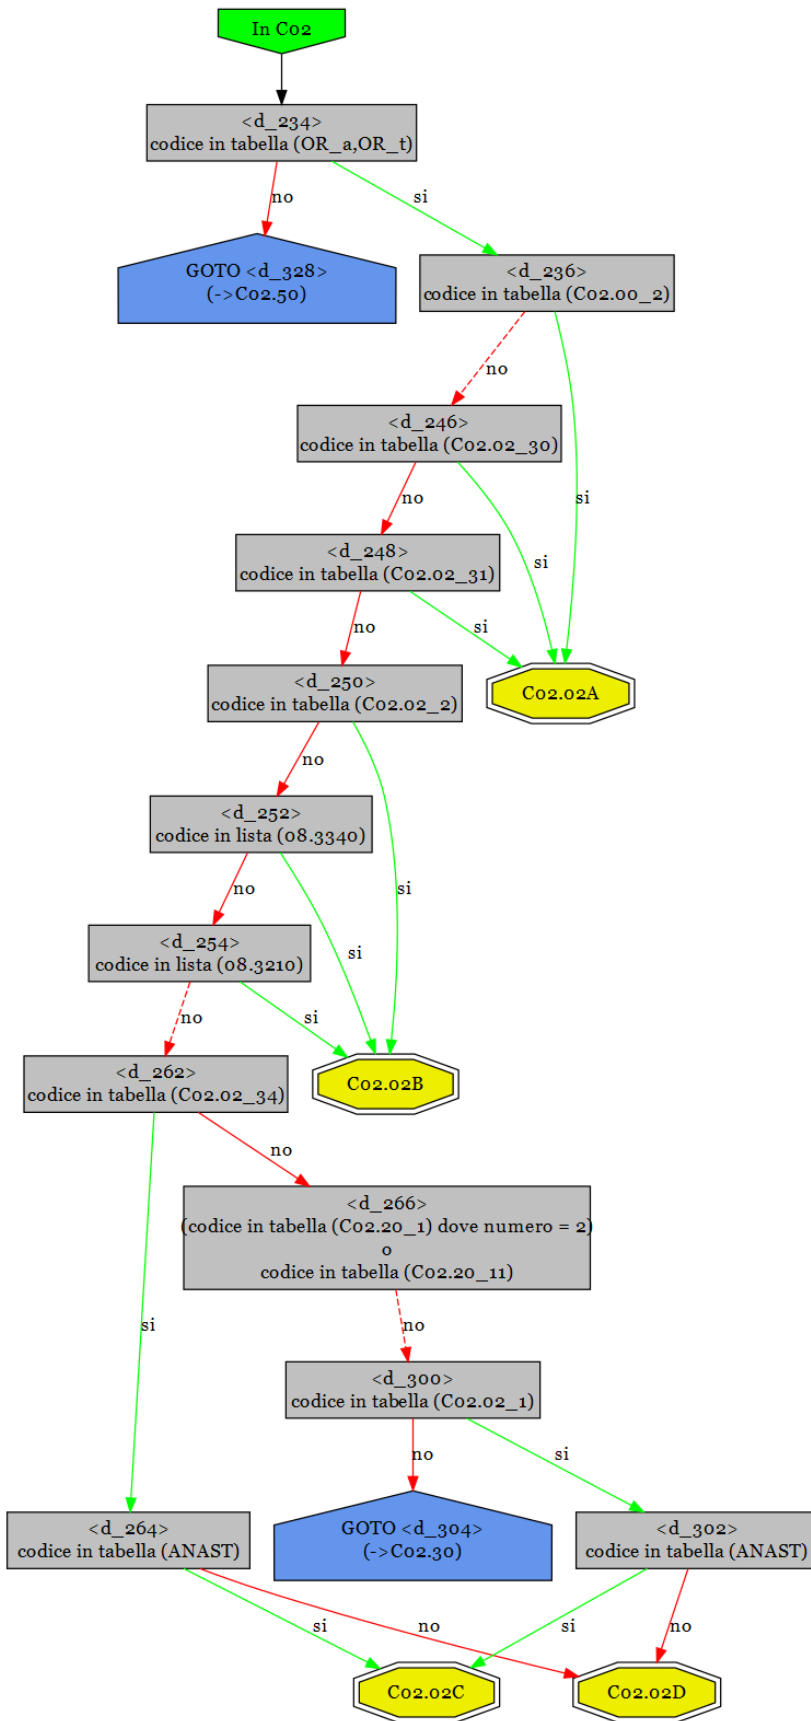 In C02
<d_234>
codice in tabella (OR_a,OR_t)
no
si
GOTO <d_328>
(->C02.50)
<d_236>
codice in tabella (C02.00_2)
no
si
<d_246>
codice in tabella (C02.02_30)
no
si
<d_248>
codice in tabella (C02.02_31)
no
si
C02.02A
<d_250>
codice in tabella (C02.02_2)
no
si
<d_252>
codice in lista (08.3340)
no
si
<d_254>
codice in lista (08.3210)
no
si
C02.02B
<d_262>
codice in tabella (C02.02_34)
no
si
<d_266>
(codice in tabella (C02.20_1) dove numero = 2)
o
codice in tabella (C02.20_11)
no
<d_300>
codice in tabella (C02.02_1)
no
si
<d_264>
codice in tabella (ANAST)
GOTO <d_304>
(->C02.30)
<d_302>
codice in tabella (ANAST)
si
no
si
no
C02.02C
C02.02D